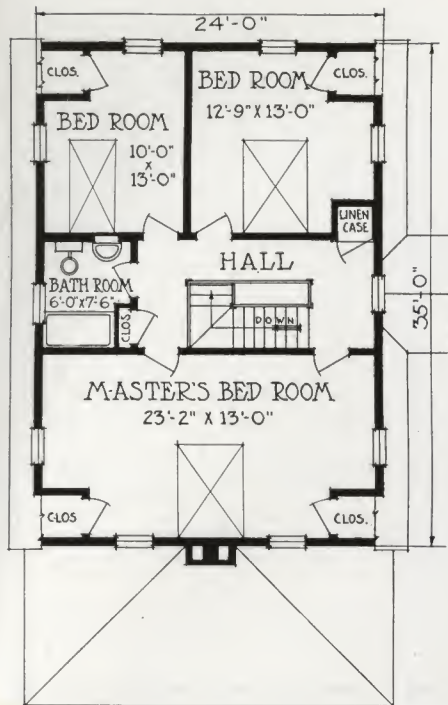 24'-0"
CLOS.
BED ROOM
CLOS.
BED ROOM
12'-9" X 13'-0"
10'-0"
X
13'-0"
LINEN
CASE
HALL
35'-0"
BATH ROOM
6'-0"X7'-6"
CLOS.
DOWN
MASTER'S BED ROOM
23'-2" X 13'-0"
CLOS
CLOS.